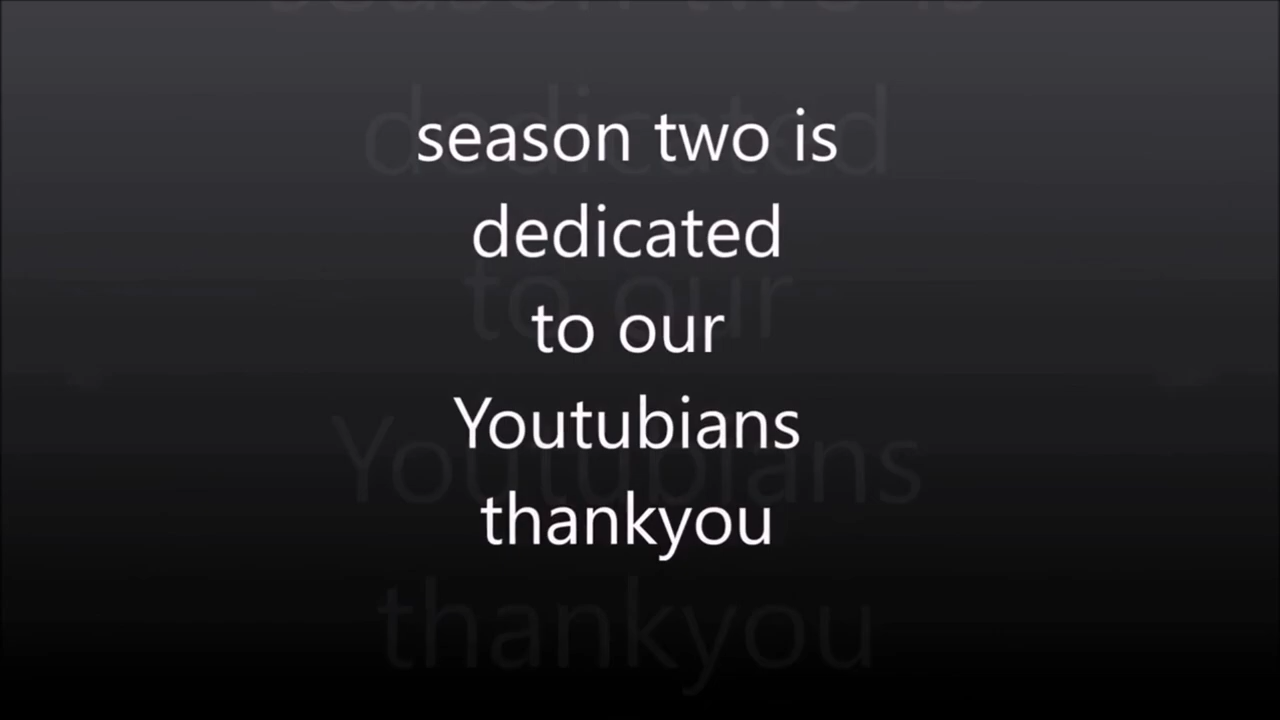 season two is
dedicated
to our
Youtubians
thankyou